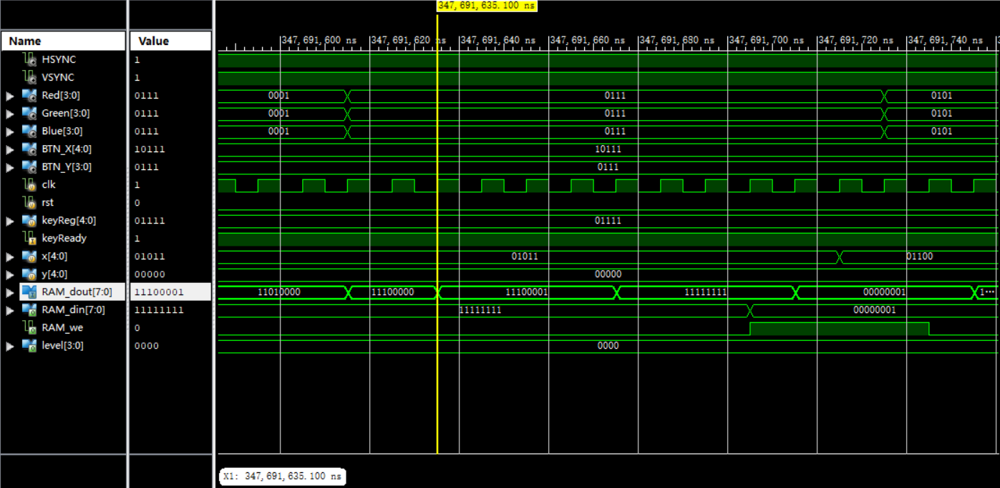 347,691,635.100 ns
Name Value 347,691,600 ns 347,691,620 ns 347,691,640 ns 347,691,660 ns 347,691,680 ns 347,691,700 ns 347,691,720 ns 347,691,740 ns
HSYNC 1
VSYNC 1
Red[3:0] 0111 0001 0111 0101
Green[3:0] 0111 0001 0111 0101
Blue[3:0] 0111 0001 0111 0101
BTN_X[4:0] 10111 10111
BTN_Y[3:0] 0111 0111
clk 1
rst 0
keyReg[4:0] 01111 01111
keyReady 1
x[4:0] 01011 01011 01100
y[4:0] 00000 00000
RAM_dout[7:0] 11100001 11010000 11100000 11100001 11111111 00000001 1···
RAM_din[7:0] 11111111 11111111 00000001
RAM_we 0
level[3:0] 0000 0000
X1: 347,691,635.100 ns